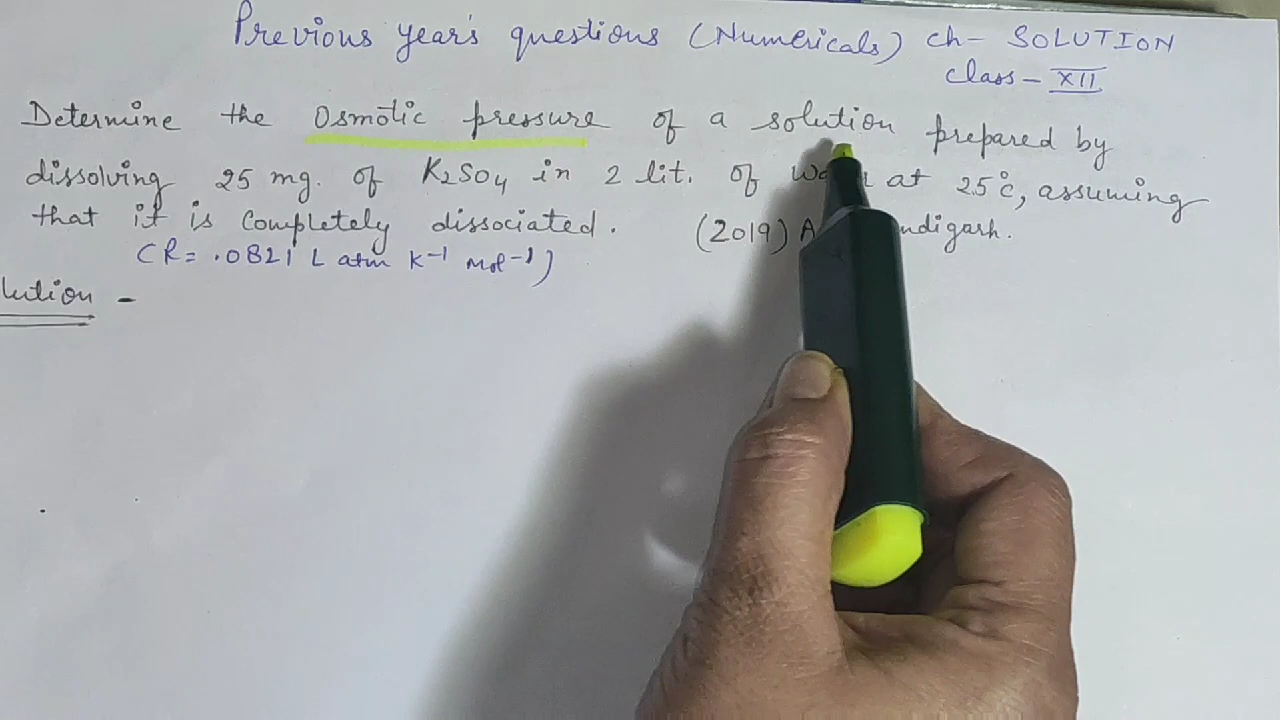 Previous year's questions (Numericals) ch- SOLUTION
Class- XII
Determine the Osmotic pressure of a solution prepared by
dissolving 25 mg. of K₂SO₄ in 2 lit. of at 25°C, assuming
that it is completely dissociated. (2019)
(R= .0821 L atm K⁻¹ mol⁻¹)